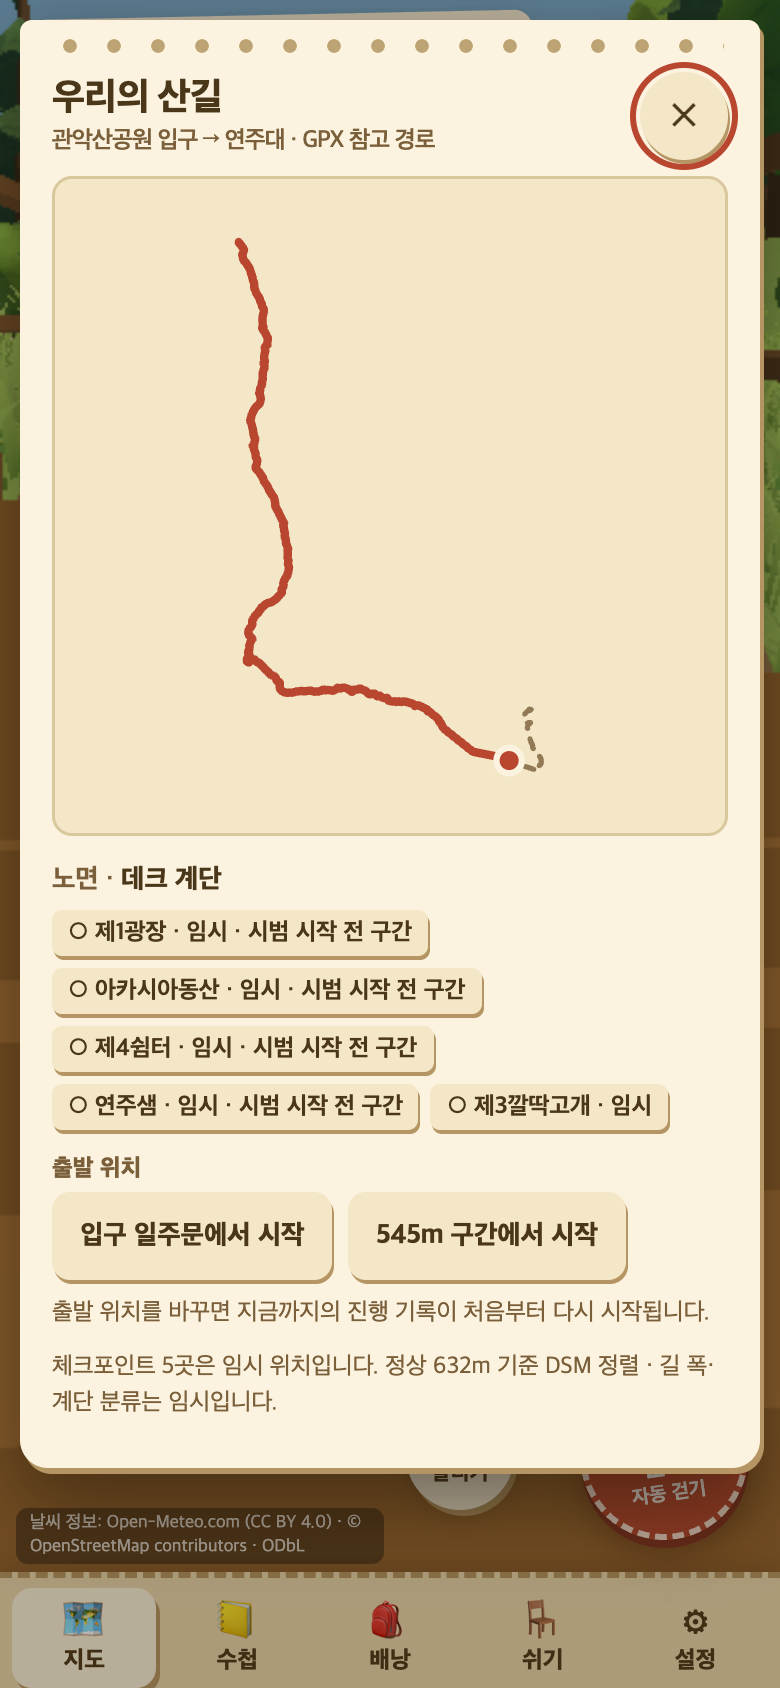 우리의 산길
관악산공원 입구 → 연주대 · GPX 참고 경로
×
노면 · 데크 계단
○ 제1광장 · 임시 · 시범 시작 전 구간
○ 아카시아동산 · 임시 · 시범 시작 전 구간
○ 제4쉼터 · 임시 · 시범 시작 전 구간
○ 연주샘 · 임시 · 시범 시작 전 구간 ○ 제3깔딱고개 · 임시
출발 위치
입구 일주문에서 시작 545m 구간에서 시작
출발 위치를 바꾸면 지금까지의 진행 기록이 처음부터 다시 시작됩니다.
체크포인트 5곳은 임시 위치입니다. 정상 632m 기준 DSM 정렬 · 길 폭·
계단 분류는 임시입니다.
자동 걷기
날씨 정보: Open-Meteo.com (CC BY 4.0) · ©
OpenStreetMap contributors · ODbL
지도 수첩 배낭 쉬기 설정